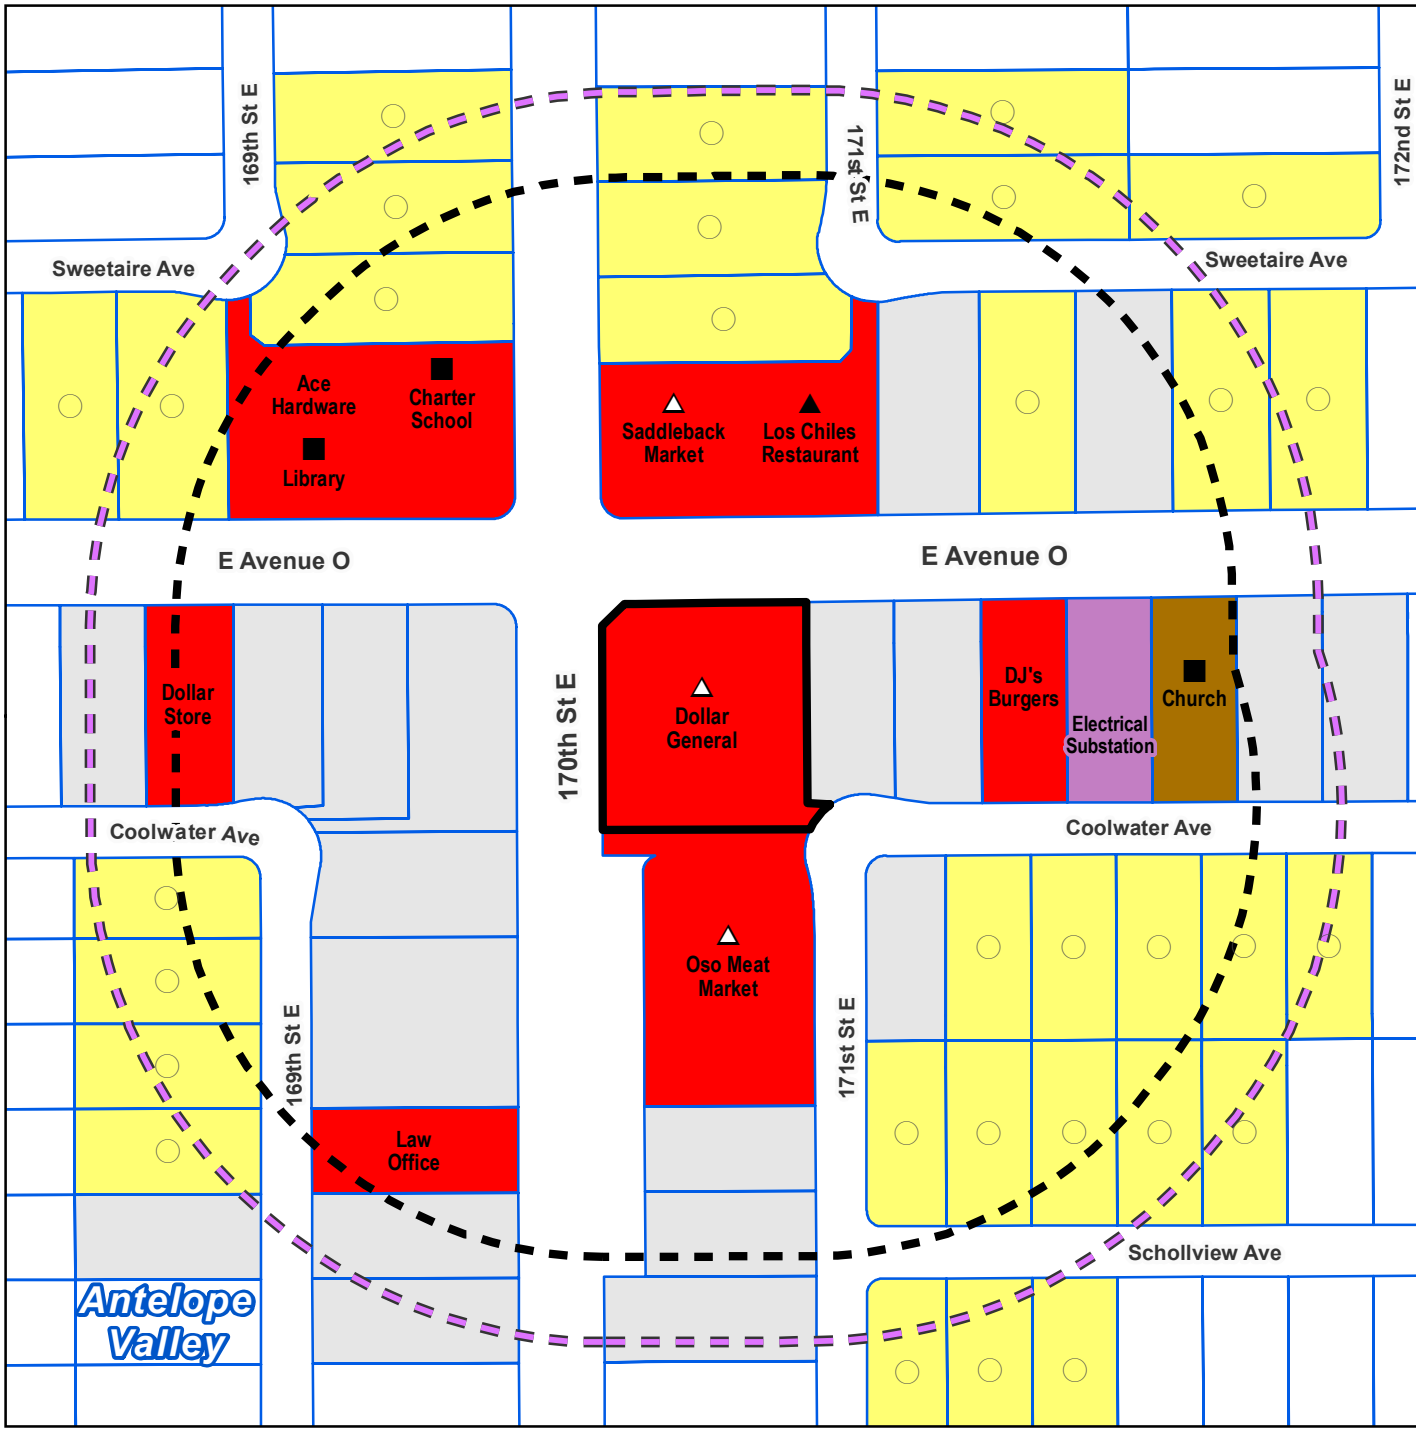 169th St E
171st St E
172nd St E
Sweetaire Ave
Sweetaire Ave
Ace
Hardware
Charter
School
Library
Saddleback
Market
Los Chiles
Restaurant
E Avenue O
E Avenue O
Dollar
Store
170th St E
Dollar
General
DJ's
Burgers
Electrical
Substation
Church
Coolwater Ave
Coolwater Ave
Oso Meat
Market
169th St E
171st St E
Law
Office
Schollview Ave
Antelope
Valley